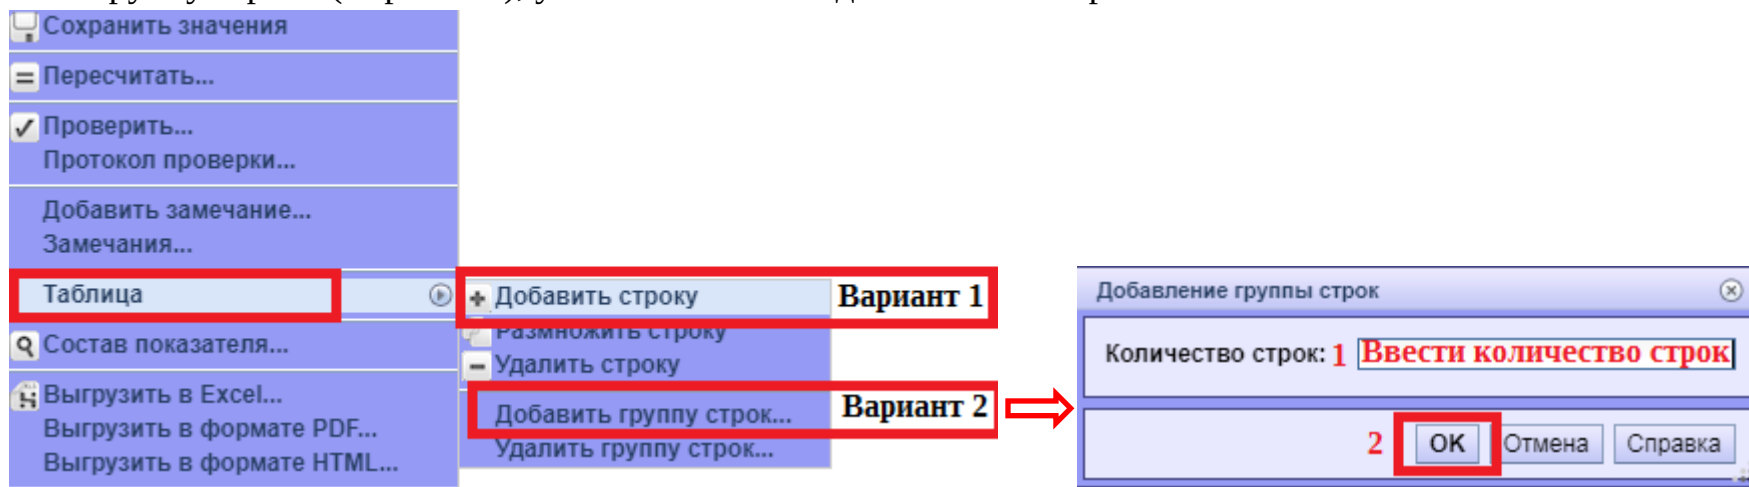 Сохранить значения
Пересчитать...
Проверить...
Протокол проверки...
Добавить замечание...
Замечания...
Таблица
Состав показателя...
Выгрузить в Excel...
Выгрузить в формате PDF...
Выгрузить в формате HTML...
Добавить строку Вариант 1
Размножить строку
Удалить строку
Добавить группу строк... Вариант 2
Удалить группу строк...
Добавление группы строк
Количество строк: 1 Ввести количество строк
2 OK Отмена Справка